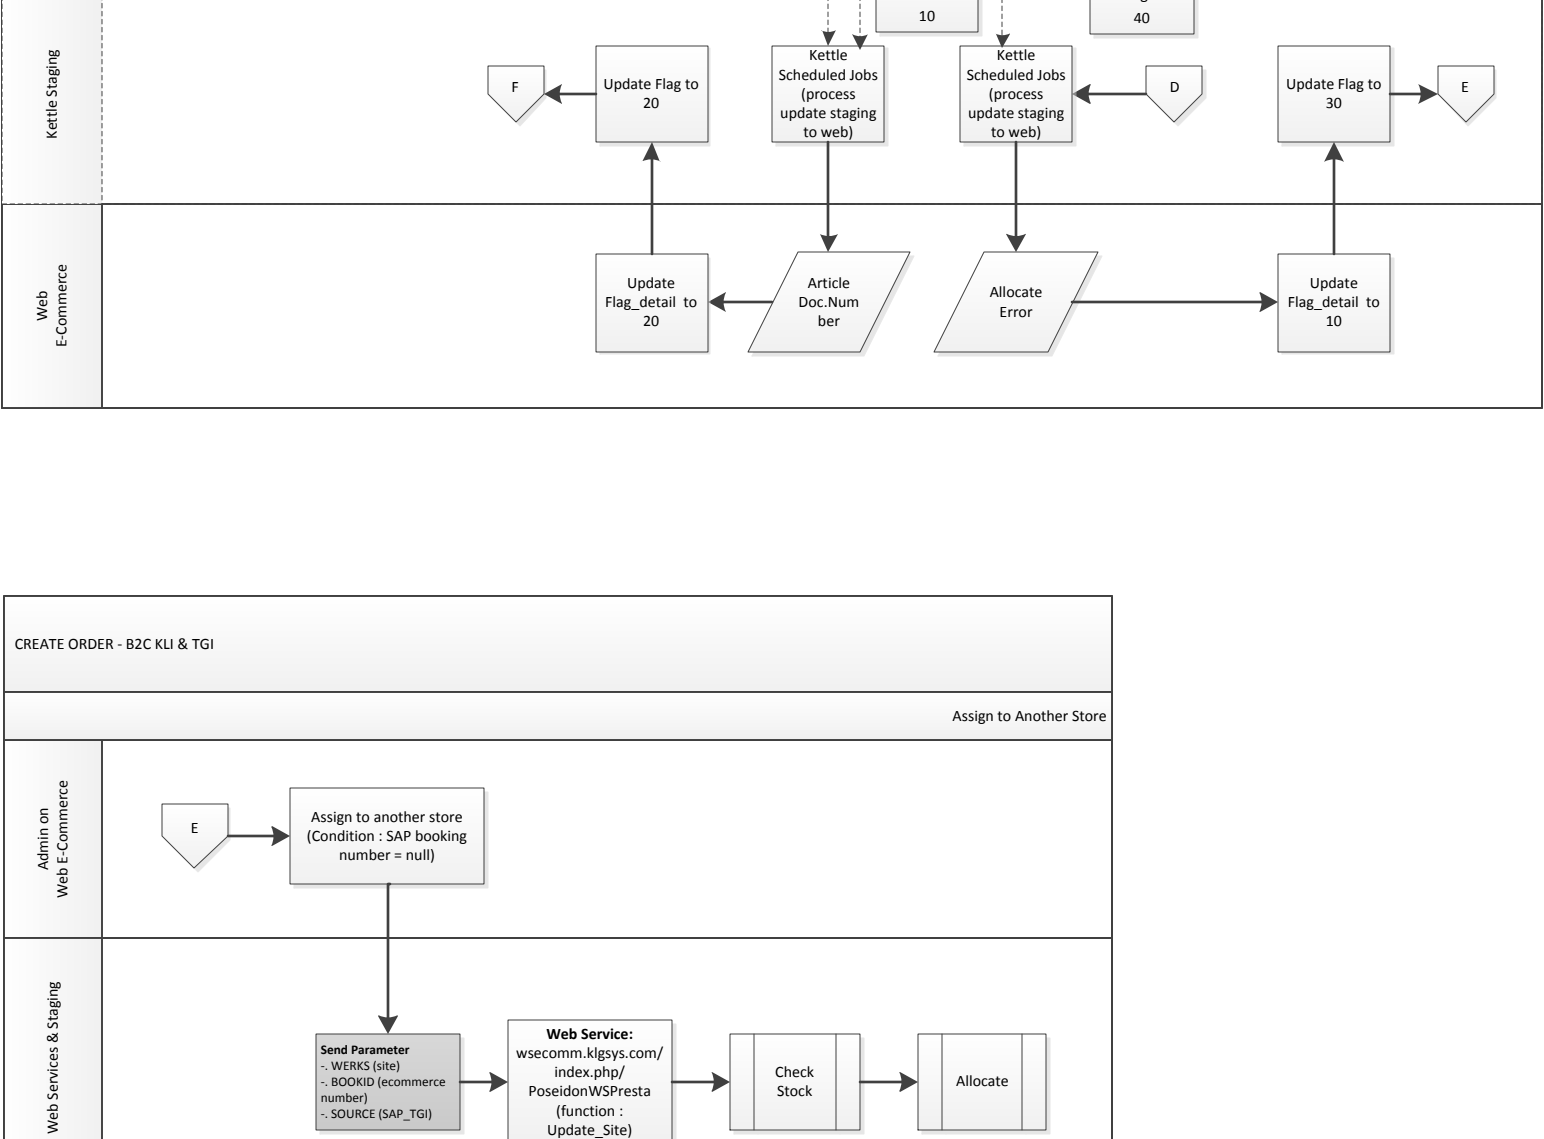 10
40
Kettle Staging
F
Update Flag to
20
Kettle
Scheduled Jobs
(process
update staging
to web)
Kettle
Scheduled Jobs
(process
update staging
to web)
D
Update Flag to
30
E
Web
E-Commerce
Update
Flag_detail to
20
Article
Doc.Num
ber
Allocate
Error
Update
Flag_detail to
10
CREATE ORDER - B2C KLI & TGI
Assign to Another Store
Admin on
Web E-Commerce
E
Assign to another store
(Condition : SAP booking
number = null)
Web Services & Staging
Send Parameter
-. WERKS (site)
-. BOOKID (ecommerce
number)
-. SOURCE (SAP_TGI)
Web Service:
wsecomm.klgsys.com/
index.php/
PoseidonWSPresta
(function :
Update_Site)
Check
Stock
Allocate